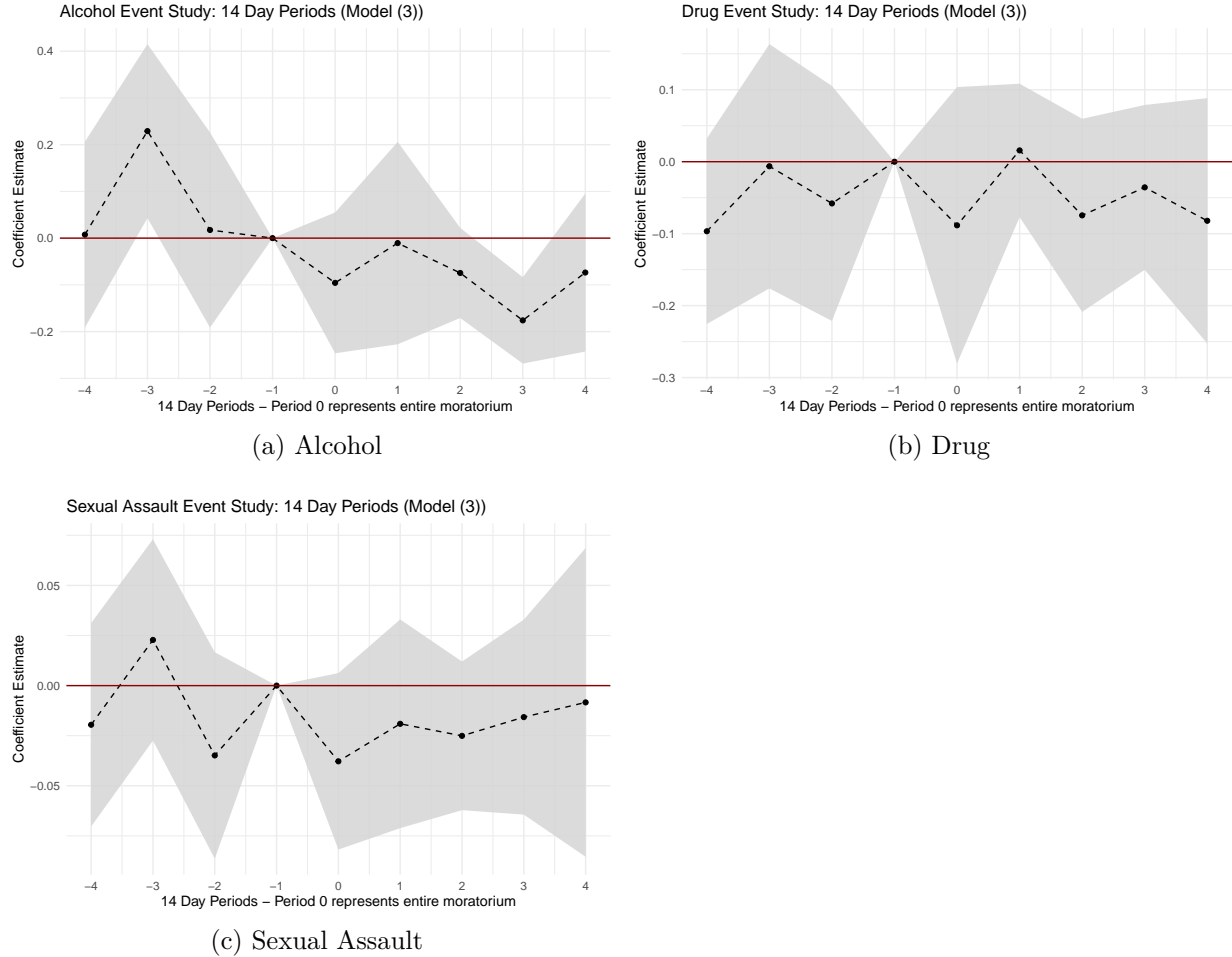 Alcohol Event Study: 14 Day Periods (Model (3))
0.4
0.2
0.0
−0.2
Coefficient Estimate
−4 −3 −2 −1 0 1 2 3 4
14 Day Periods − Period 0 represents entire moratorium
(a) Alcohol
Drug Event Study: 14 Day Periods (Model (3))
0.1
0.0
−0.1
−0.2
−0.3
Coefficient Estimate
−4 −3 −2 −1 0 1 2 3 4
14 Day Periods − Period 0 represents entire moratorium
(b) Drug
Sexual Assault Event Study: 14 Day Periods (Model (3))
0.05
0.00
−0.05
Coefficient Estimate
−4 −3 −2 −1 0 1 2 3 4
14 Day Periods − Period 0 represents entire moratorium
(c) Sexual Assault